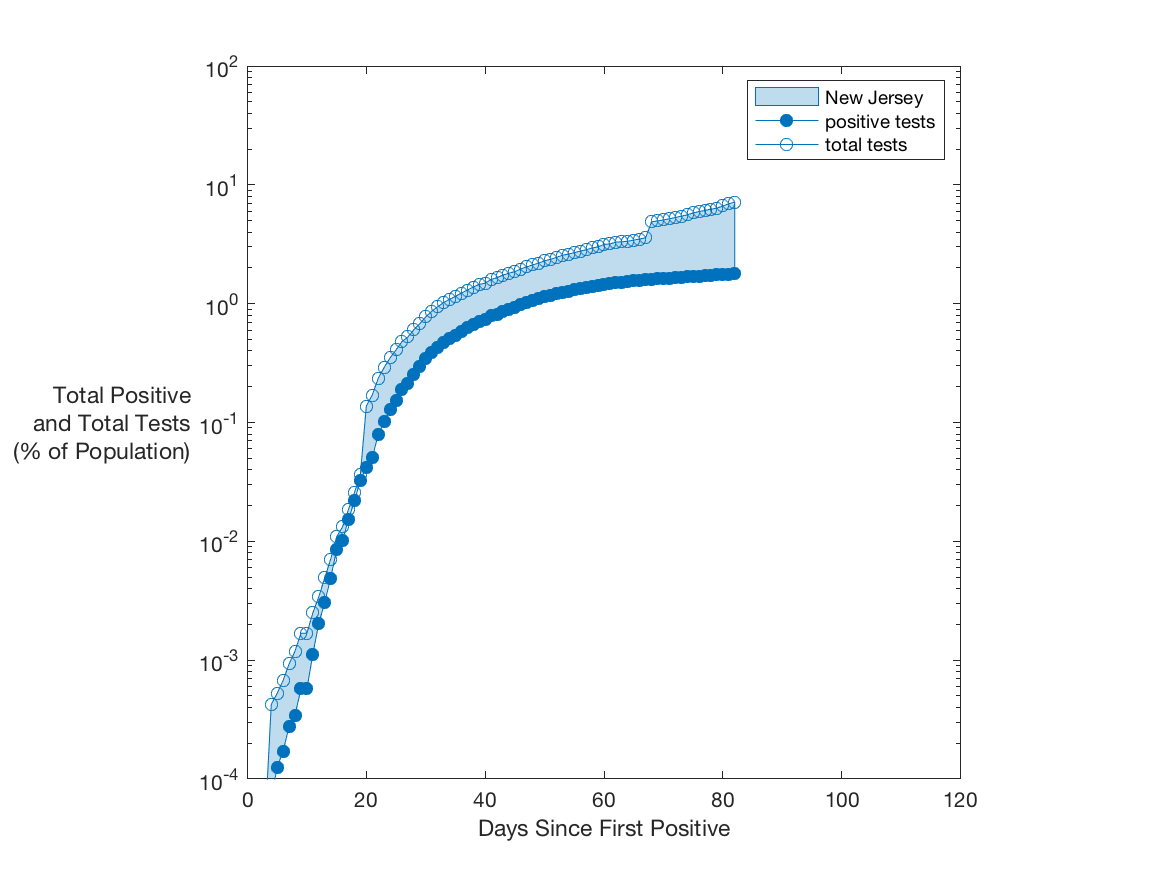 10^2
10^1
10^0
10^-1
10^-2
10^-3
10^-4
Total Positive
and Total Tests
(% of Population)
New Jersey
positive tests
total tests
0 20 40 60 80 100 120
Days Since First Positive